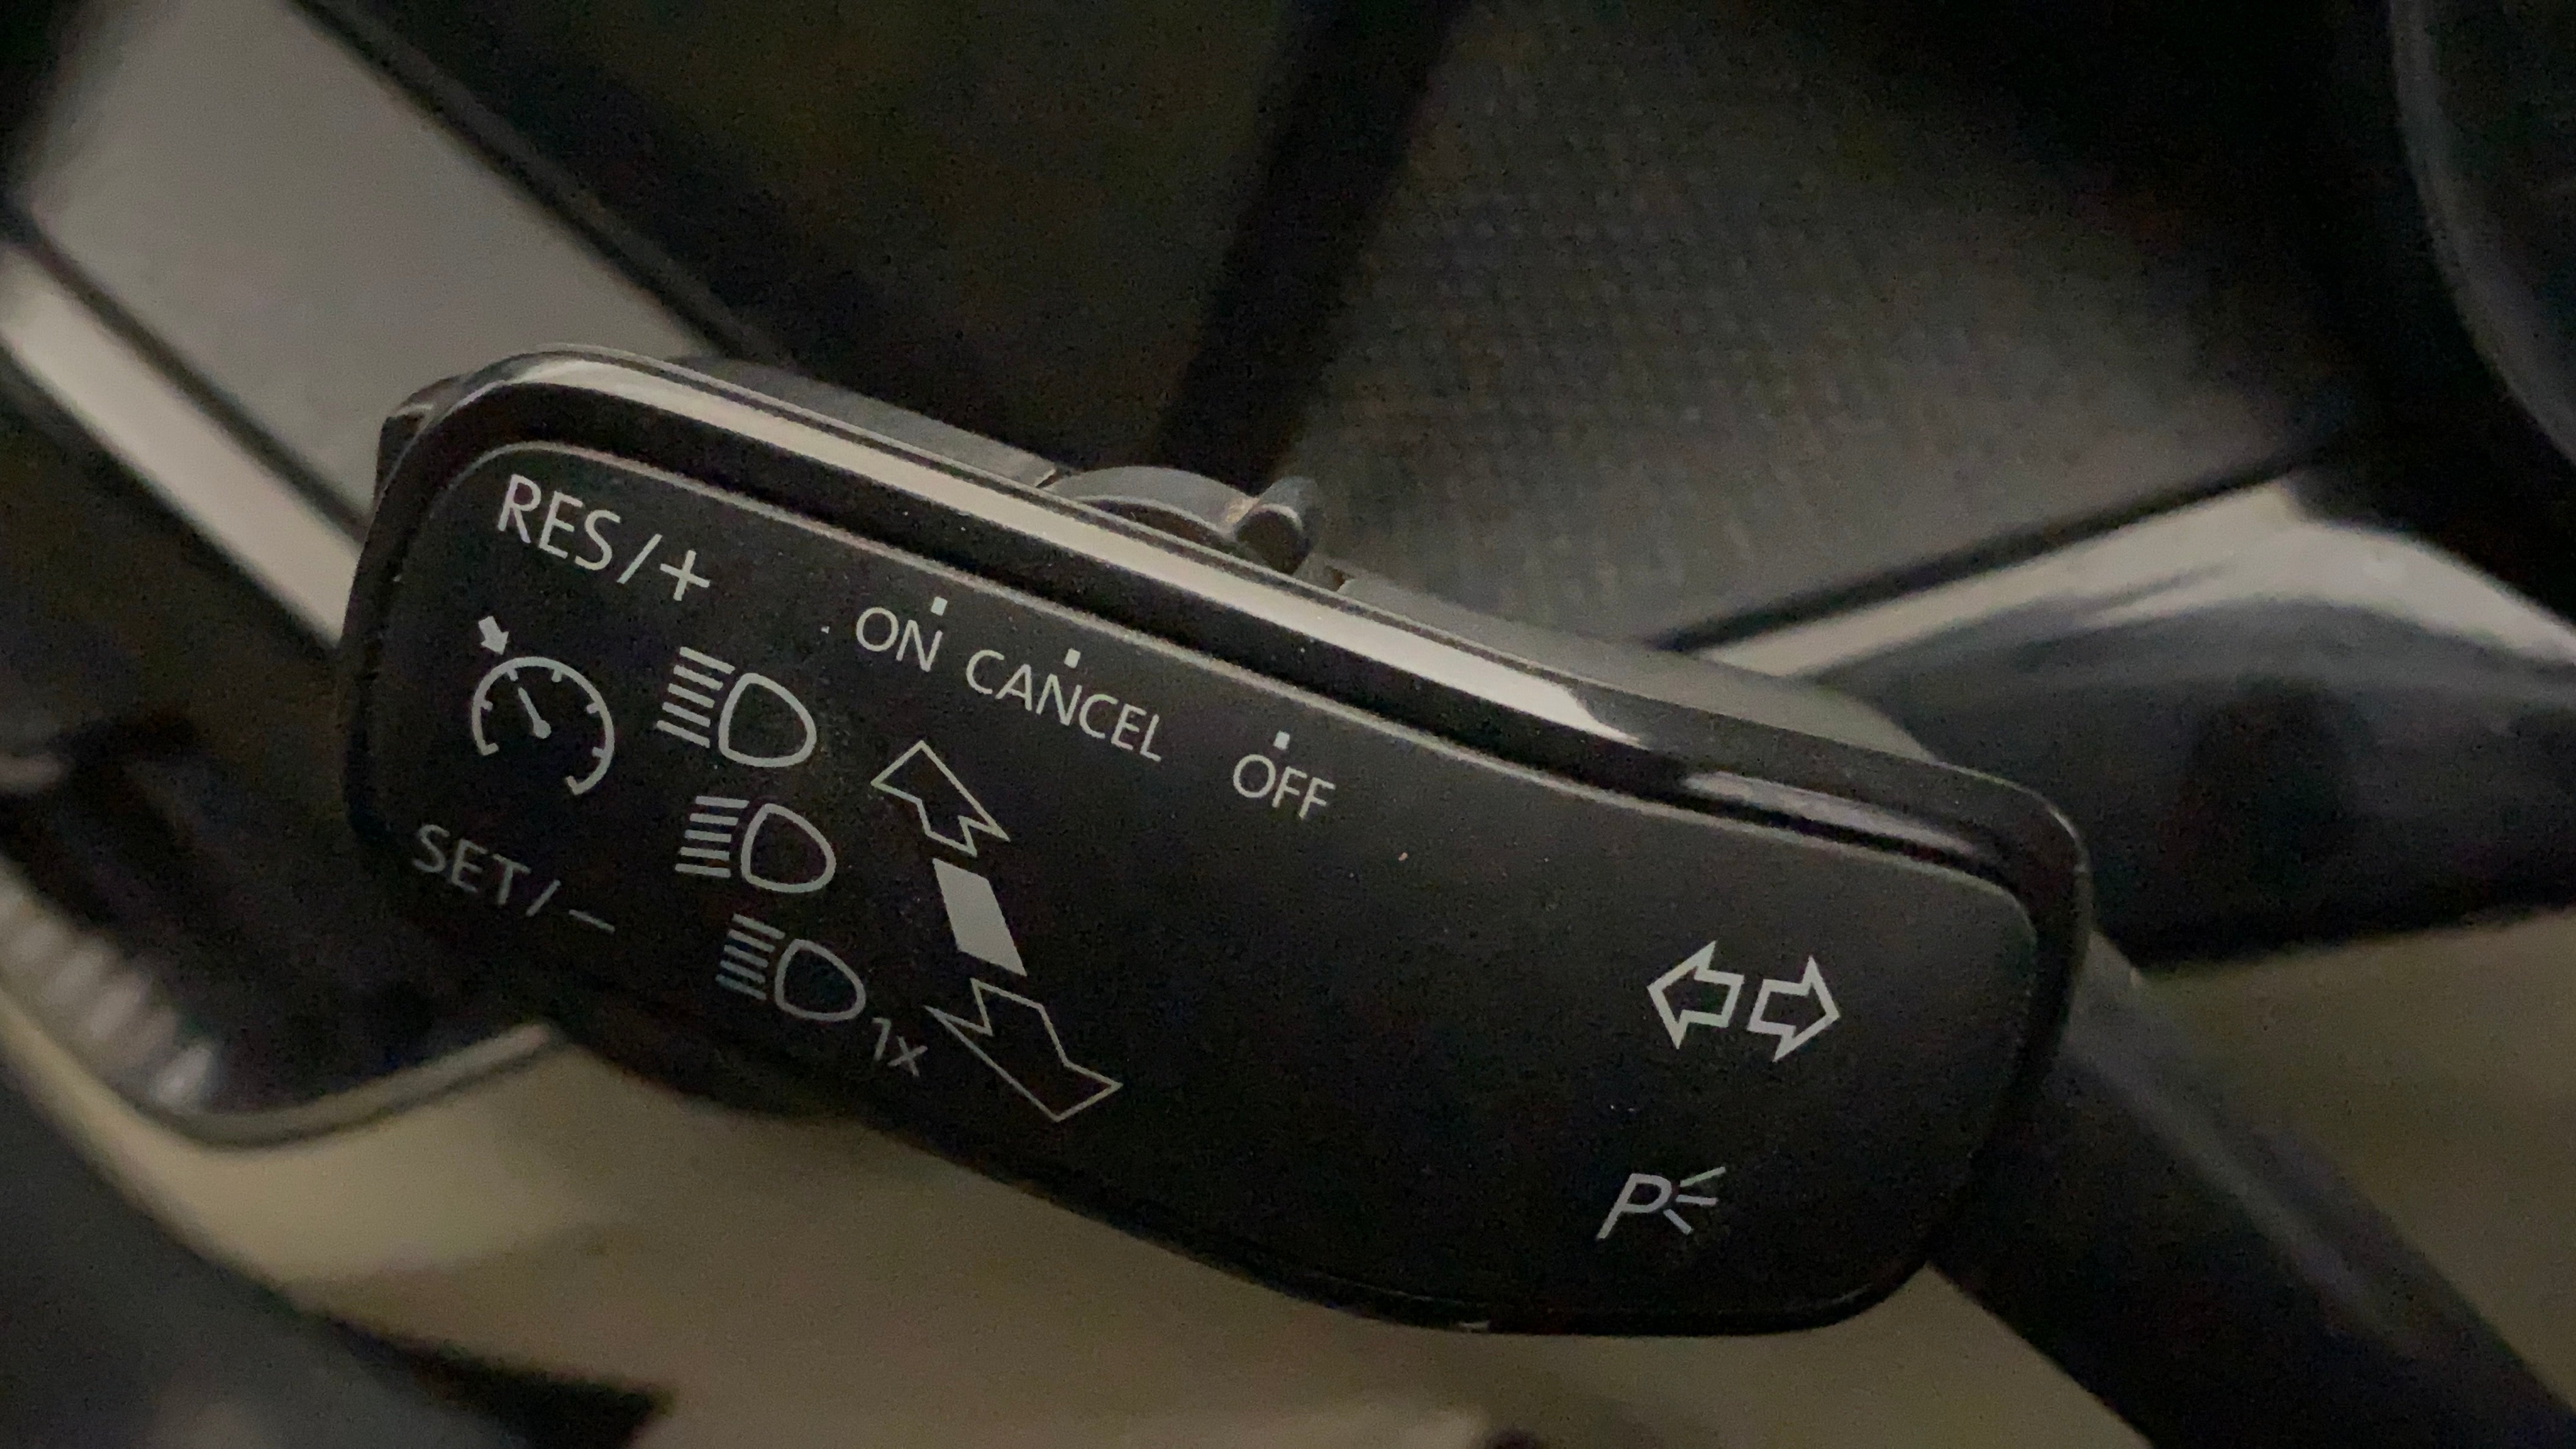 RES/+
ON CANCEL OFF
SET/−
1x
P